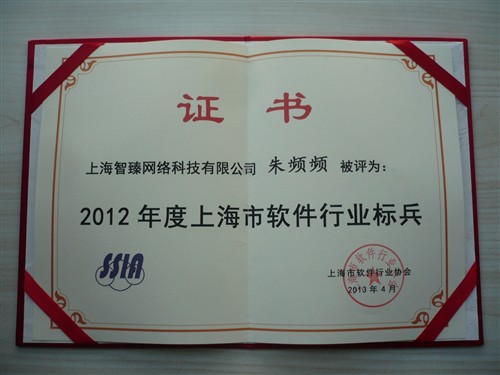 证书
上海智臻网络科技有限公司 朱频频 被评为：
2012年度上海市软件行业标兵
SSIA
上海市软件行业协会
2013年4月